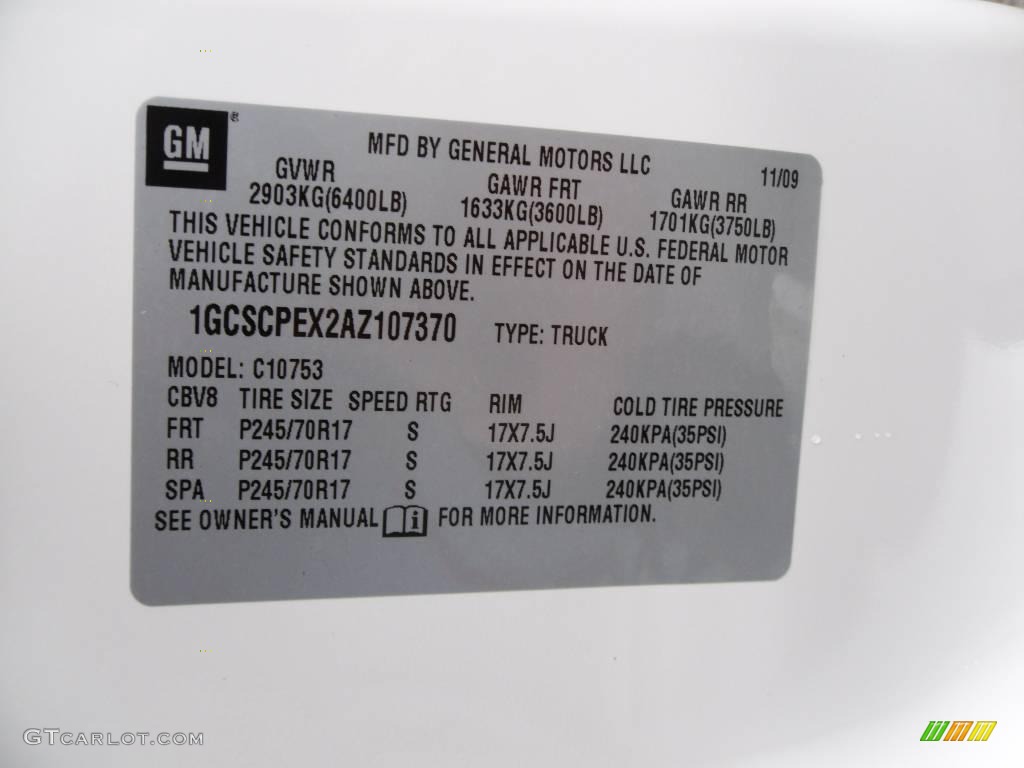 GM ®
MFD BY GENERAL MOTORS LLC
11/09
GVWR GAWR FRT GAWR RR
2903KG(6400LB) 1633KG(3600LB) 1701KG(3750LB)
THIS VEHICLE CONFORMS TO ALL APPLICABLE U.S. FEDERAL MOTOR
VEHICLE SAFETY STANDARDS IN EFFECT ON THE DATE OF
MANUFACTURE SHOWN ABOVE.
1GCSCPEX2AZ107370 TYPE: TRUCK
MODEL: C10753
CBV8 TIRE SIZE SPEED RTG RIM COLD TIRE PRESSURE
FRT P245/70R17 S 17X7.5J 240KPA(35PSI)
RR P245/70R17 S 17X7.5J 240KPA(35PSI)
SPA P245/70R17 S 17X7.5J 240KPA(35PSI)
SEE OWNER'S MANUAL i FOR MORE INFORMATION.
GTCARLOT.COM